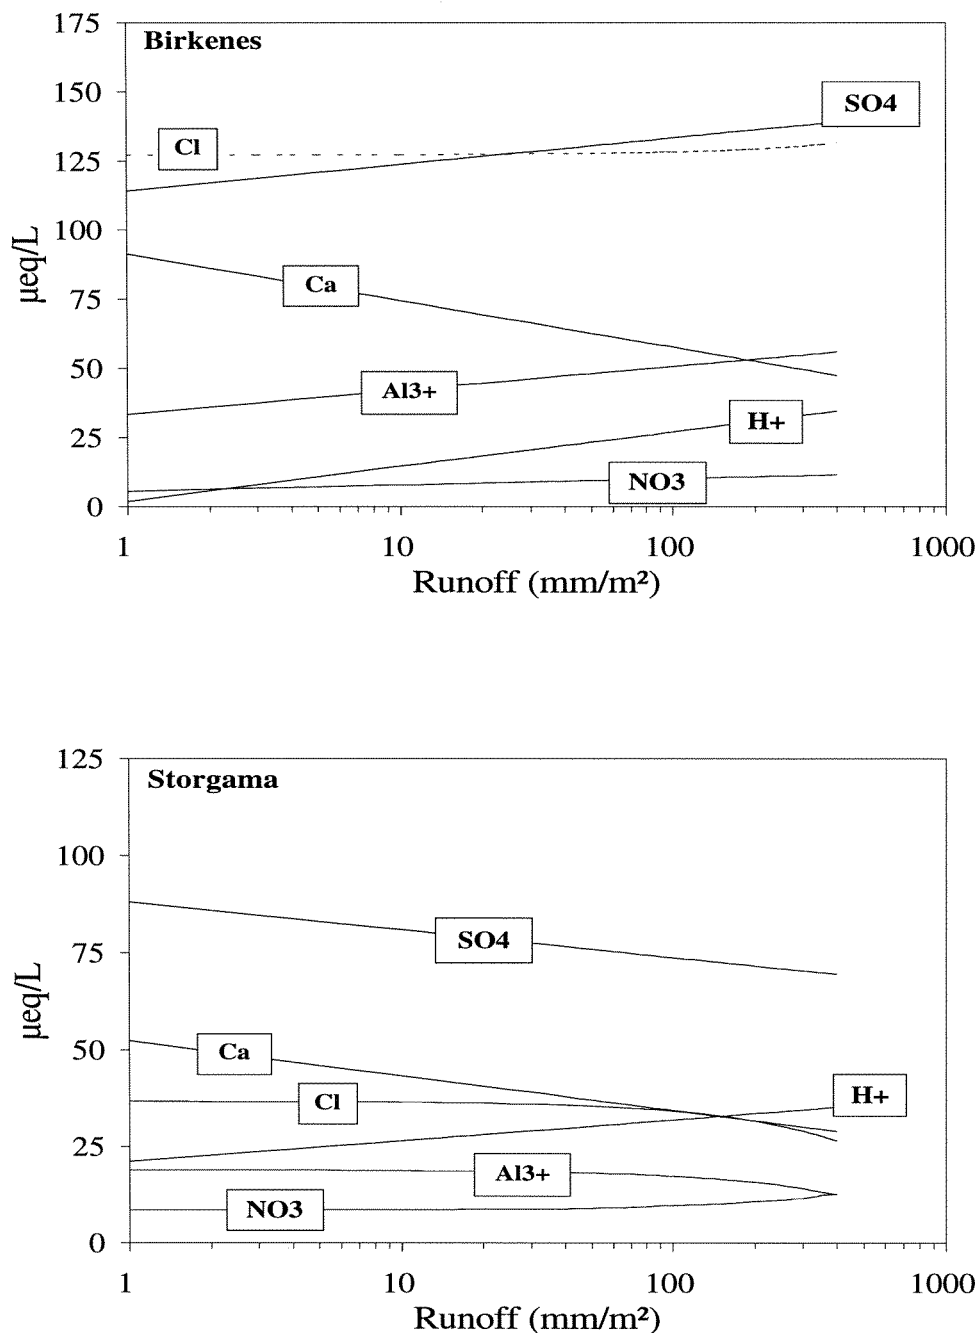 175
Birkenes
150
SO4
Cl
125
100
µeq/L
Ca
75
50
Al3+
H+
25
NO3
0
1 10 100 1000
Runoff (mm/m²)
125
Storgama
100
SO4
75
µeq/L
50
Ca
Cl
H+
25
Al3+
NO3
0
1 10 100 1000
Runoff (mm/m²)